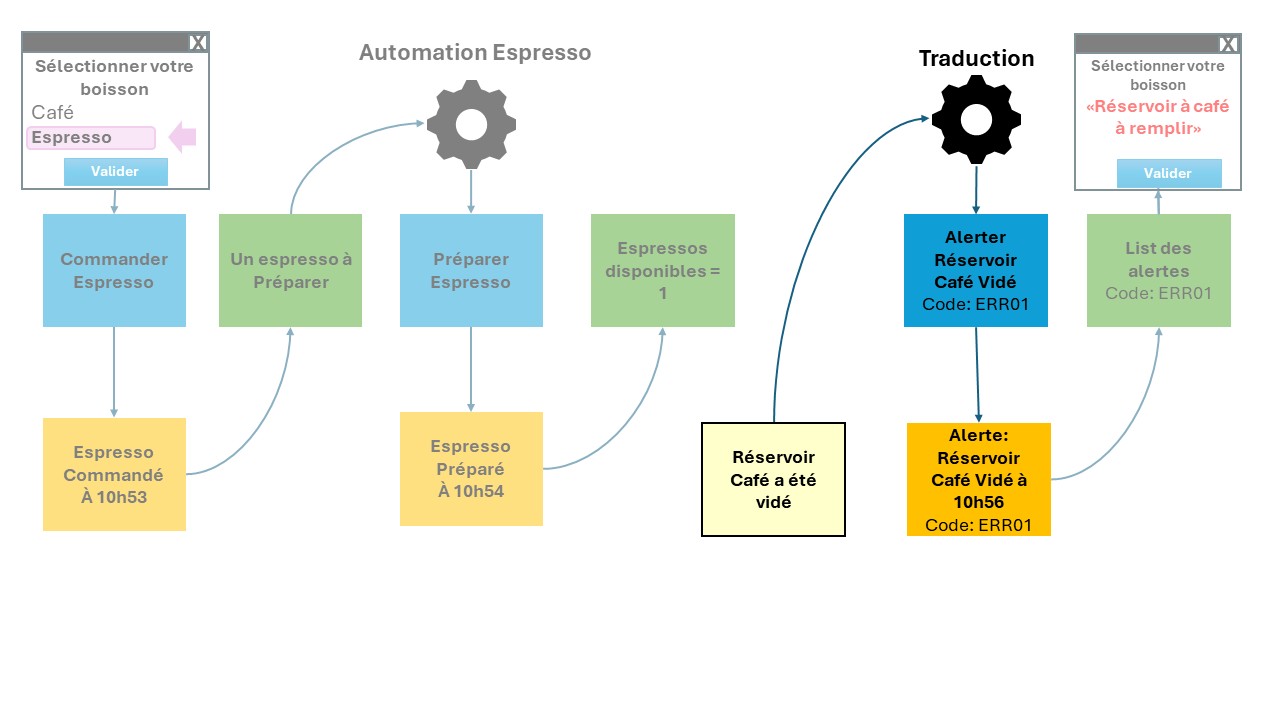 X
Sélectionner votre
boisson
Café
Espresso
Valider
Commander
Espresso
Espresso
Commandé
À 10h53
Un espresso à
Préparer
Automation Espresso
Préparer
Espresso
Espresso
Préparé
À 10h54
Espressos
disponibles =
1
Réservoir
Café a été
vidé
Traduction
Alerter
Réservoir
Café Vidé
Code: ERR01
Alerte:
Réservoir
Café Vidé à
10h56
Code: ERR01
List des
alertes
Code: ERR01
X
Sélectionner votre
boisson
«Réservoir à café
à remplir»
Valider